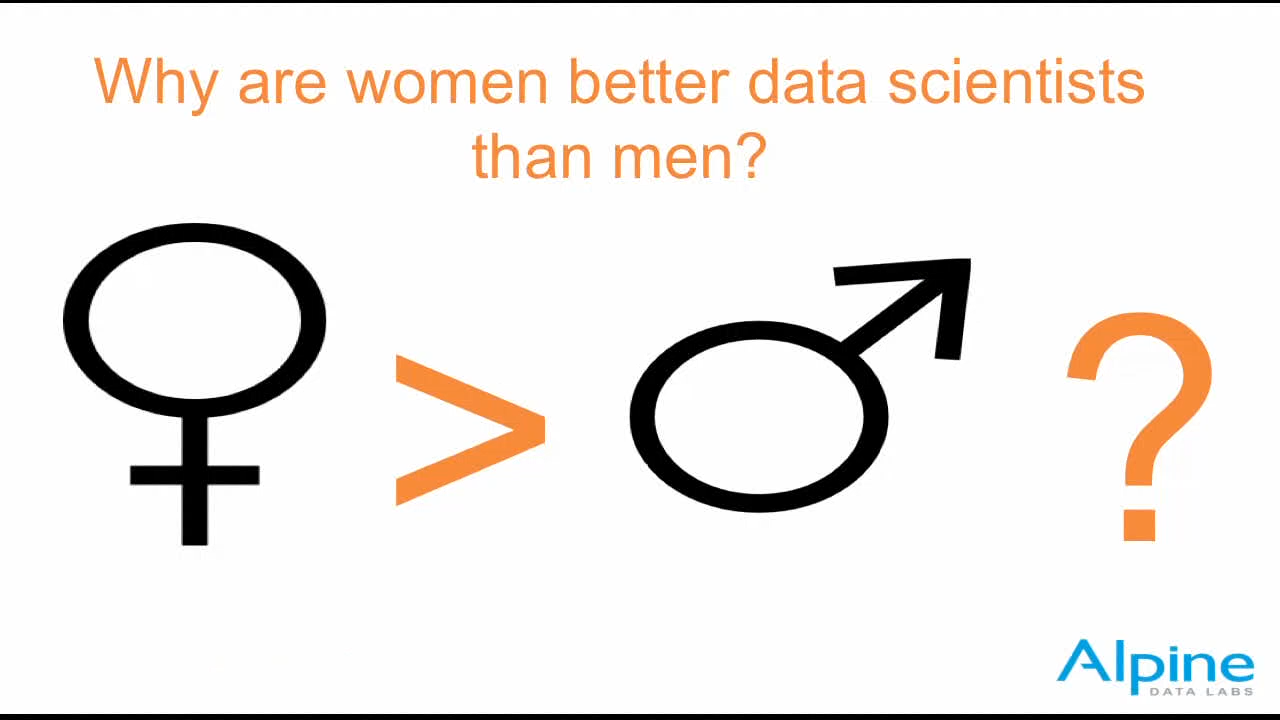 Why are women better data scientists
than men?
> ?
Alpine
DATA LABS